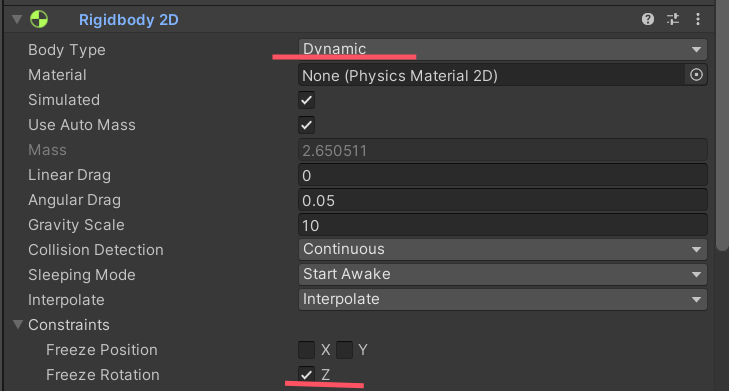 Rigidbody 2D
Body Type Dynamic
Material None (Physics Material 2D)
Simulated
Use Auto Mass
Mass 2.650511
Linear Drag 0
Angular Drag 0.05
Gravity Scale 10
Collision Detection Continuous
Sleeping Mode Start Awake
Interpolate Interpolate
Constraints
Freeze Position X Y
Freeze Rotation Z